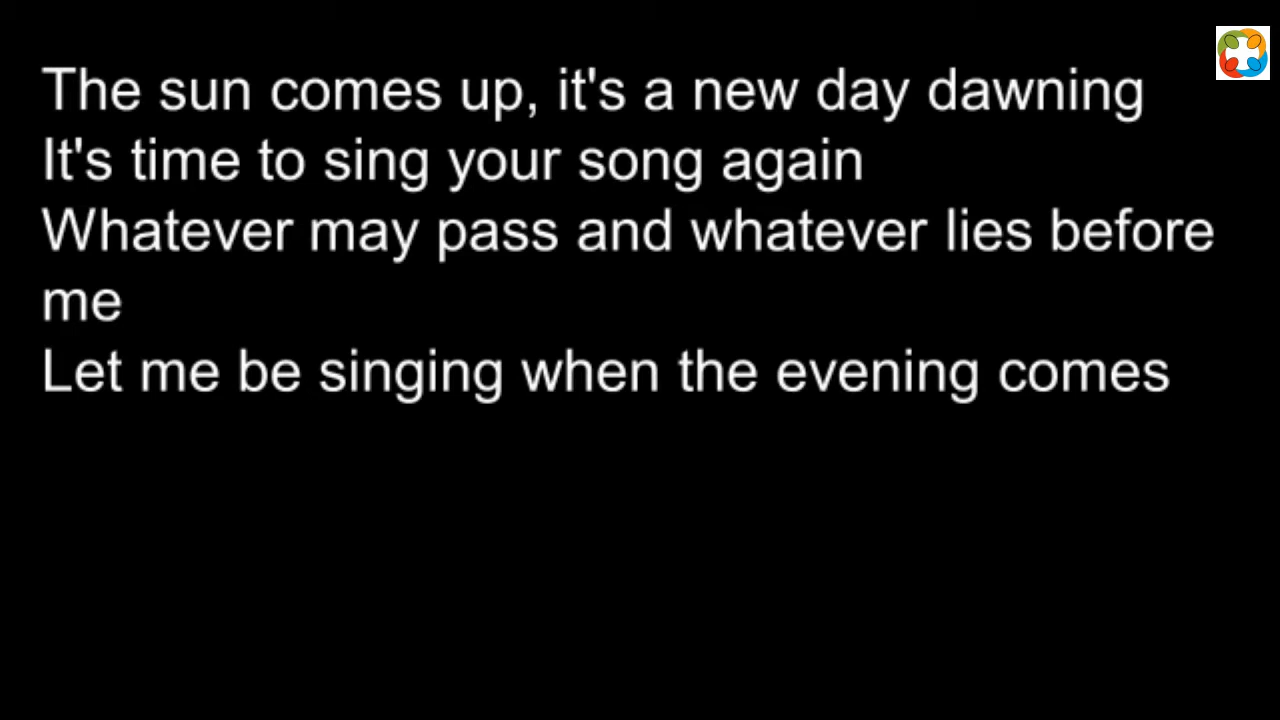 The sun comes up, it's a new day dawning
It's time to sing your song again
Whatever may pass and whatever lies before
me
Let me be singing when the evening comes